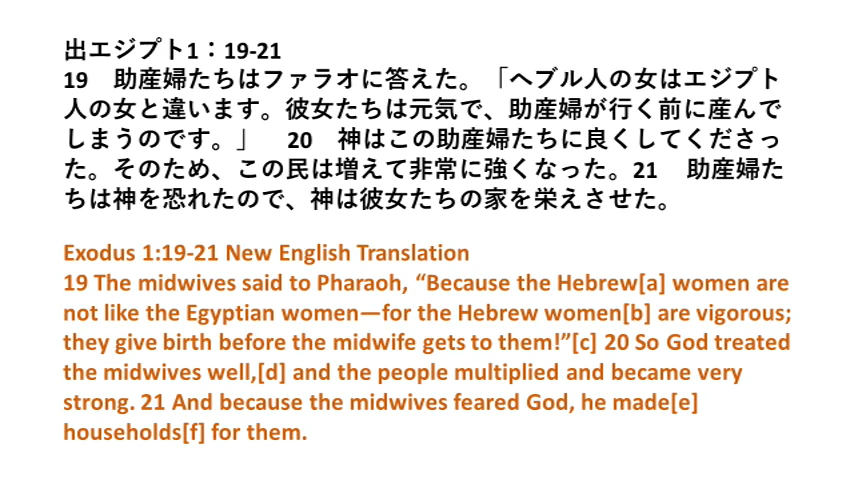 出エジプト1：19-21
19　助産婦たちはファラオに答えた。「ヘブル人の女はエジプト
人の女と違います。彼女たちは元気で、助産婦が行く前に産んで
しまうのです。」　20　神はこの助産婦たちに良くしてくださっ
た。そのため、この民は増えて非常に強くなった。21　助産婦た
ちは神を恐れたので、神は彼女たちの家を栄えさせた。
Exodus 1:19-21 New English Translation
19 The midwives said to Pharaoh, “Because the Hebrew[a] women are
not like the Egyptian women—for the Hebrew women[b] are vigorous;
they give birth before the midwife gets to them!”[c] 20 So God treated
the midwives well,[d] and the people multiplied and became very
strong. 21 And because the midwives feared God, he made[e]
households[f] for them.